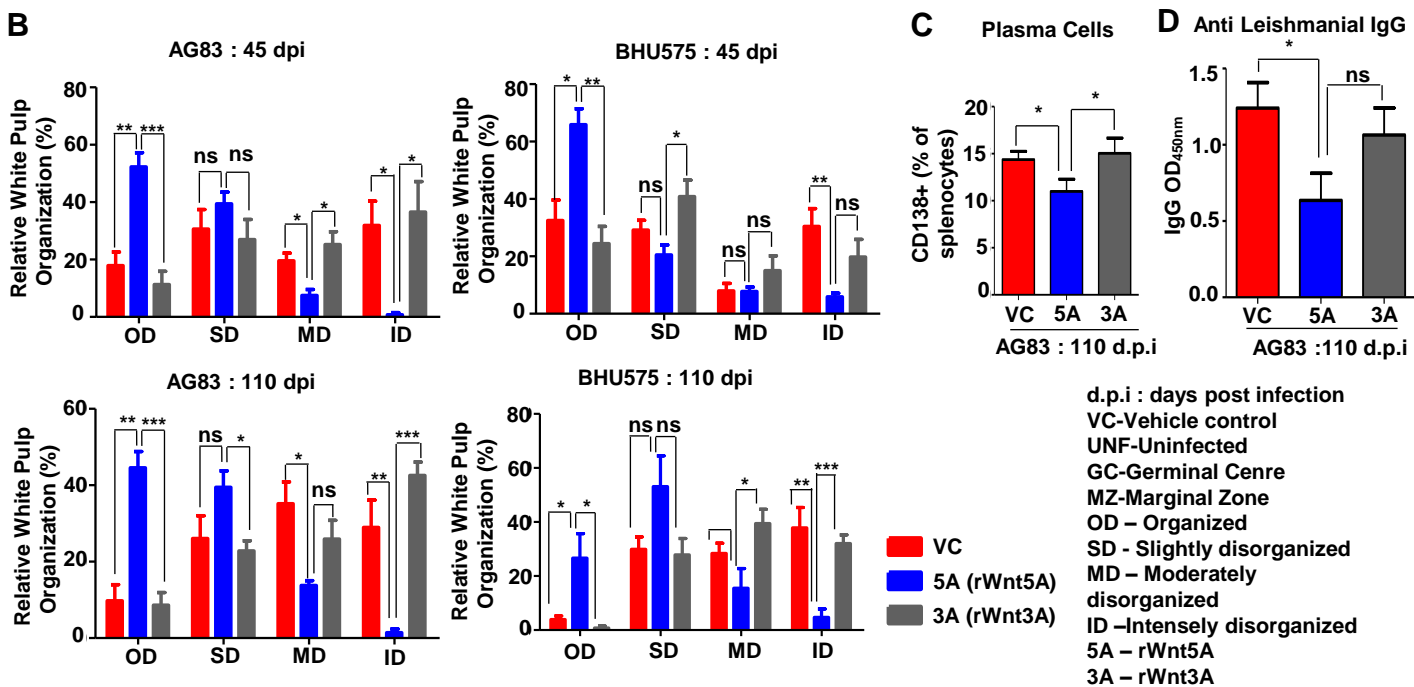 B
AG83 : 45 dpi
Relative White Pulp
Organization (%)
80
60
40
20
0
** ***
ns ns
* *
* *
OD SD MD ID
BHU575 : 45 dpi
Relative White Pulp
Organization (%)
80
60
40
20
0
* **
ns *
ns ns
** ns
OD SD MD ID
C
Plasma Cells
CD138+ (% of
splenocytes)
20
15
10
5
0
* *
VC 5A 3A
AG83 : 110 d.p.i
D
Anti Leishmanial IgG
IgG OD450nm
1.5
1.0
0.5
0.0
* ns
VC 5A 3A
AG83 :110 d.p.i
AG83 : 110 dpi
Relative White Pulp
Organization (%)
60
40
20
0
** ***
ns *
* ns
** ***
OD SD MD ID
BHU575 : 110 dpi
Relative White Pulp
Organization (%)
80
60
40
20
0
* *
ns ns
*
** ***
OD SD MD ID
VC
5A (rWnt5A)
3A (rWnt3A)
d.p.i : days post infection
VC-Vehicle control
UNF-Uninfected
GC-Germinal Cenre
MZ-Marginal Zone
OD – Organized
SD - Slightly disorganized
MD – Moderately
disorganized
ID –Intensely disorganized
5A – rWnt5A
3A – rWnt3A